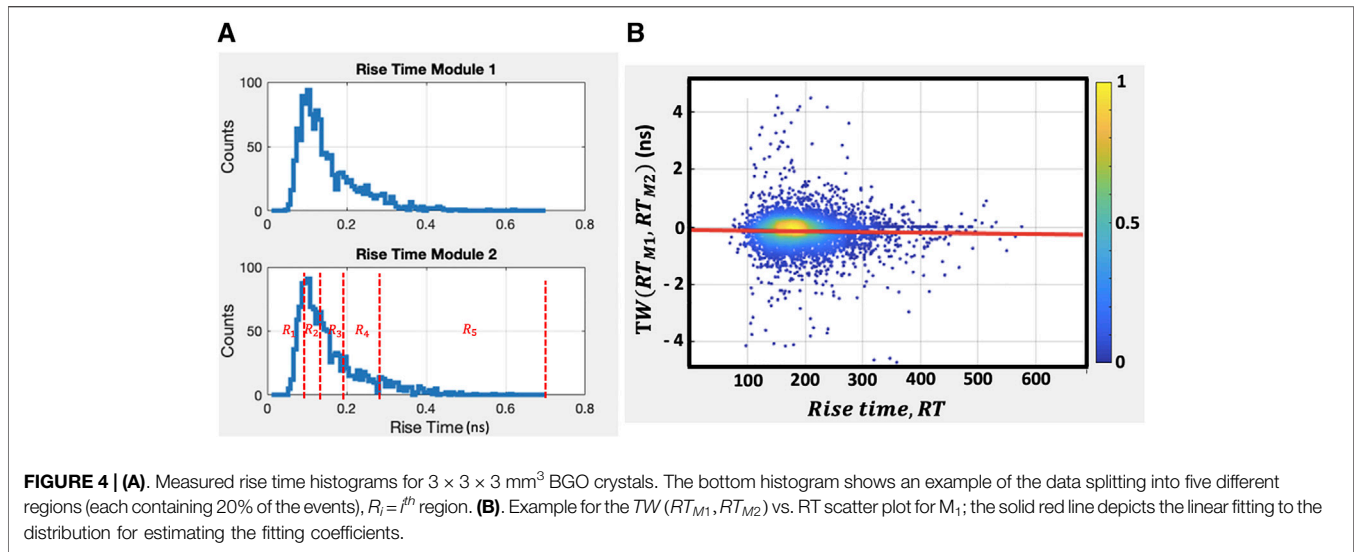 A
B
Rise Time Module 1
100
50
0
Counts
0 0.2 0.4 0.6 0.8
Rise Time Module 2
100
50
0
Counts
R1 R2 R3 R4 R5
0 0.2 0.4 0.6 0.8
Rise Time (ns)
TW(RT_M1, RT_M2) (ns)
4
2
0
- 2
- 4
100 200 300 400 500 600
Rise time, RT
1
0.5
0
FIGURE 4 | (A). Measured rise time histograms for 3 × 3 × 3 mm³ BGO crystals. The bottom histogram shows an example of the data splitting into five different
regions (each containing 20% of the events), R_i = i^th region. (B). Example for the TW (RT_M1, RT_M2) vs. RT scatter plot for M₁; the solid red line depicts the linear fitting to the
distribution for estimating the fitting coefficients.